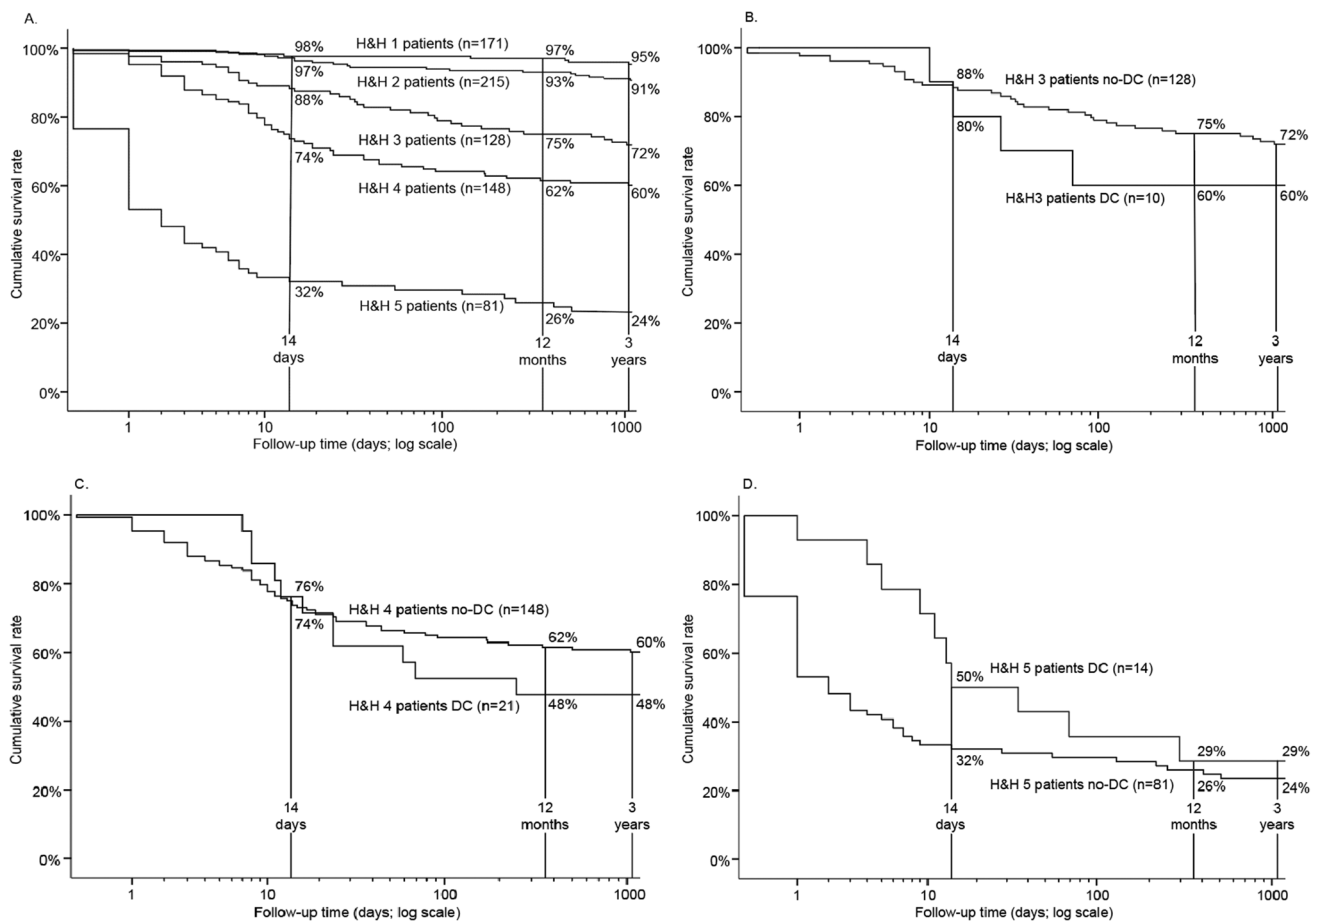 A.
Cumulative survival rate
100%
80%
60%
40%
20%
0%
98%
H&H 1 patients (n=171)
97%
95%
97%
H&H 2 patients (n=215)
93%
91%
88%
H&H 3 patients (n=128)
75%
72%
74%
H&H 4 patients (n=148)
62%
60%
32%
H&H 5 patients (n=81)
26%
24%
14
days
12
months
3
years
1
10
100
1000
Follow-up time (days; log scale)
B.
Cumulative survival rate
100%
80%
60%
40%
20%
0%
88%
H&H 3 patients no-DC (n=128)
80%
75%
72%
H&H3 patients DC (n=10)
60%
60%
14
days
12
months
3
years
1
10
100
1000
Follow-up time (days; log scale)
C.
Cumulative survival rate
100%
80%
60%
40%
20%
0%
76%
H&H 4 patients no-DC (n=148)
74%
62%
60%
H&H 4 patients DC (n=21)
48%
48%
14
days
12
months
3
years
1
10
100
1000
Follow-up time (days; log scale)
D.
Cumulative survival rate
100%
80%
60%
40%
20%
0%
50%
H&H 5 patients DC (n=14)
32%
29%
29%
H&H 5 patients no-DC (n=81)
26%
24%
14
days
12
months
3
years
1
10
100
1000
Follow-up time (days; log scale)